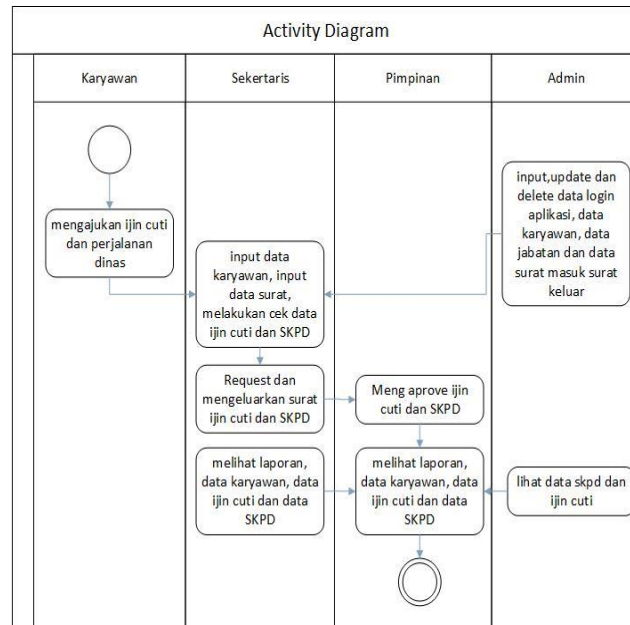 Activity Diagram
Karyawan
Sekertaris
Pimpinan
Admin
mengajukan ijin cuti
dan perjalanan
dinas
input data
karyawan, input
data surat,
melakukan cek data
ijin cuti dan SKPD
input,update dan
delete data login
aplikasi, data
karyawan, data
jabatan dan data
surat masuk surat
keluar
Request dan
mengeluarkan surat
ijin cuti dan SKPD
Meng aprove ijin
cuti dan SKPD
melihat laporan,
data karyawan, data
ijin cuti dan data
SKPD
melihat laporan,
data karyawan, data
ijin cuti dan data
SKPD
lihat data skpd dan
ijin cuti